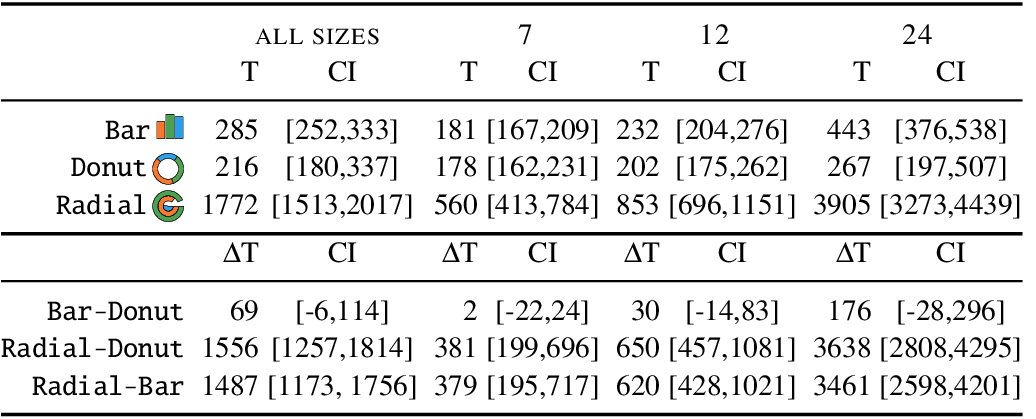 ALL SIZES 7 12 24
T CI T CI T CI T CI
Bar 285 [252,333] 181 [167,209] 232 [204,276] 443 [376,538]
Donut 216 [180,337] 178 [162,231] 202 [175,262] 267 [197,507]
Radial 1772 [1513,2017] 560 [413,784] 853 [696,1151] 3905 [3273,4439]
ΔT CI ΔT CI ΔT CI ΔT CI
Bar-Donut 69 [-6,114] 2 [-22,24] 30 [-14,83] 176 [-28,296]
Radial-Donut 1556 [1257,1814] 381 [199,696] 650 [457,1081] 3638 [2808,4295]
Radial-Bar 1487 [1173, 1756] 379 [195,717] 620 [428,1021] 3461 [2598,4201]